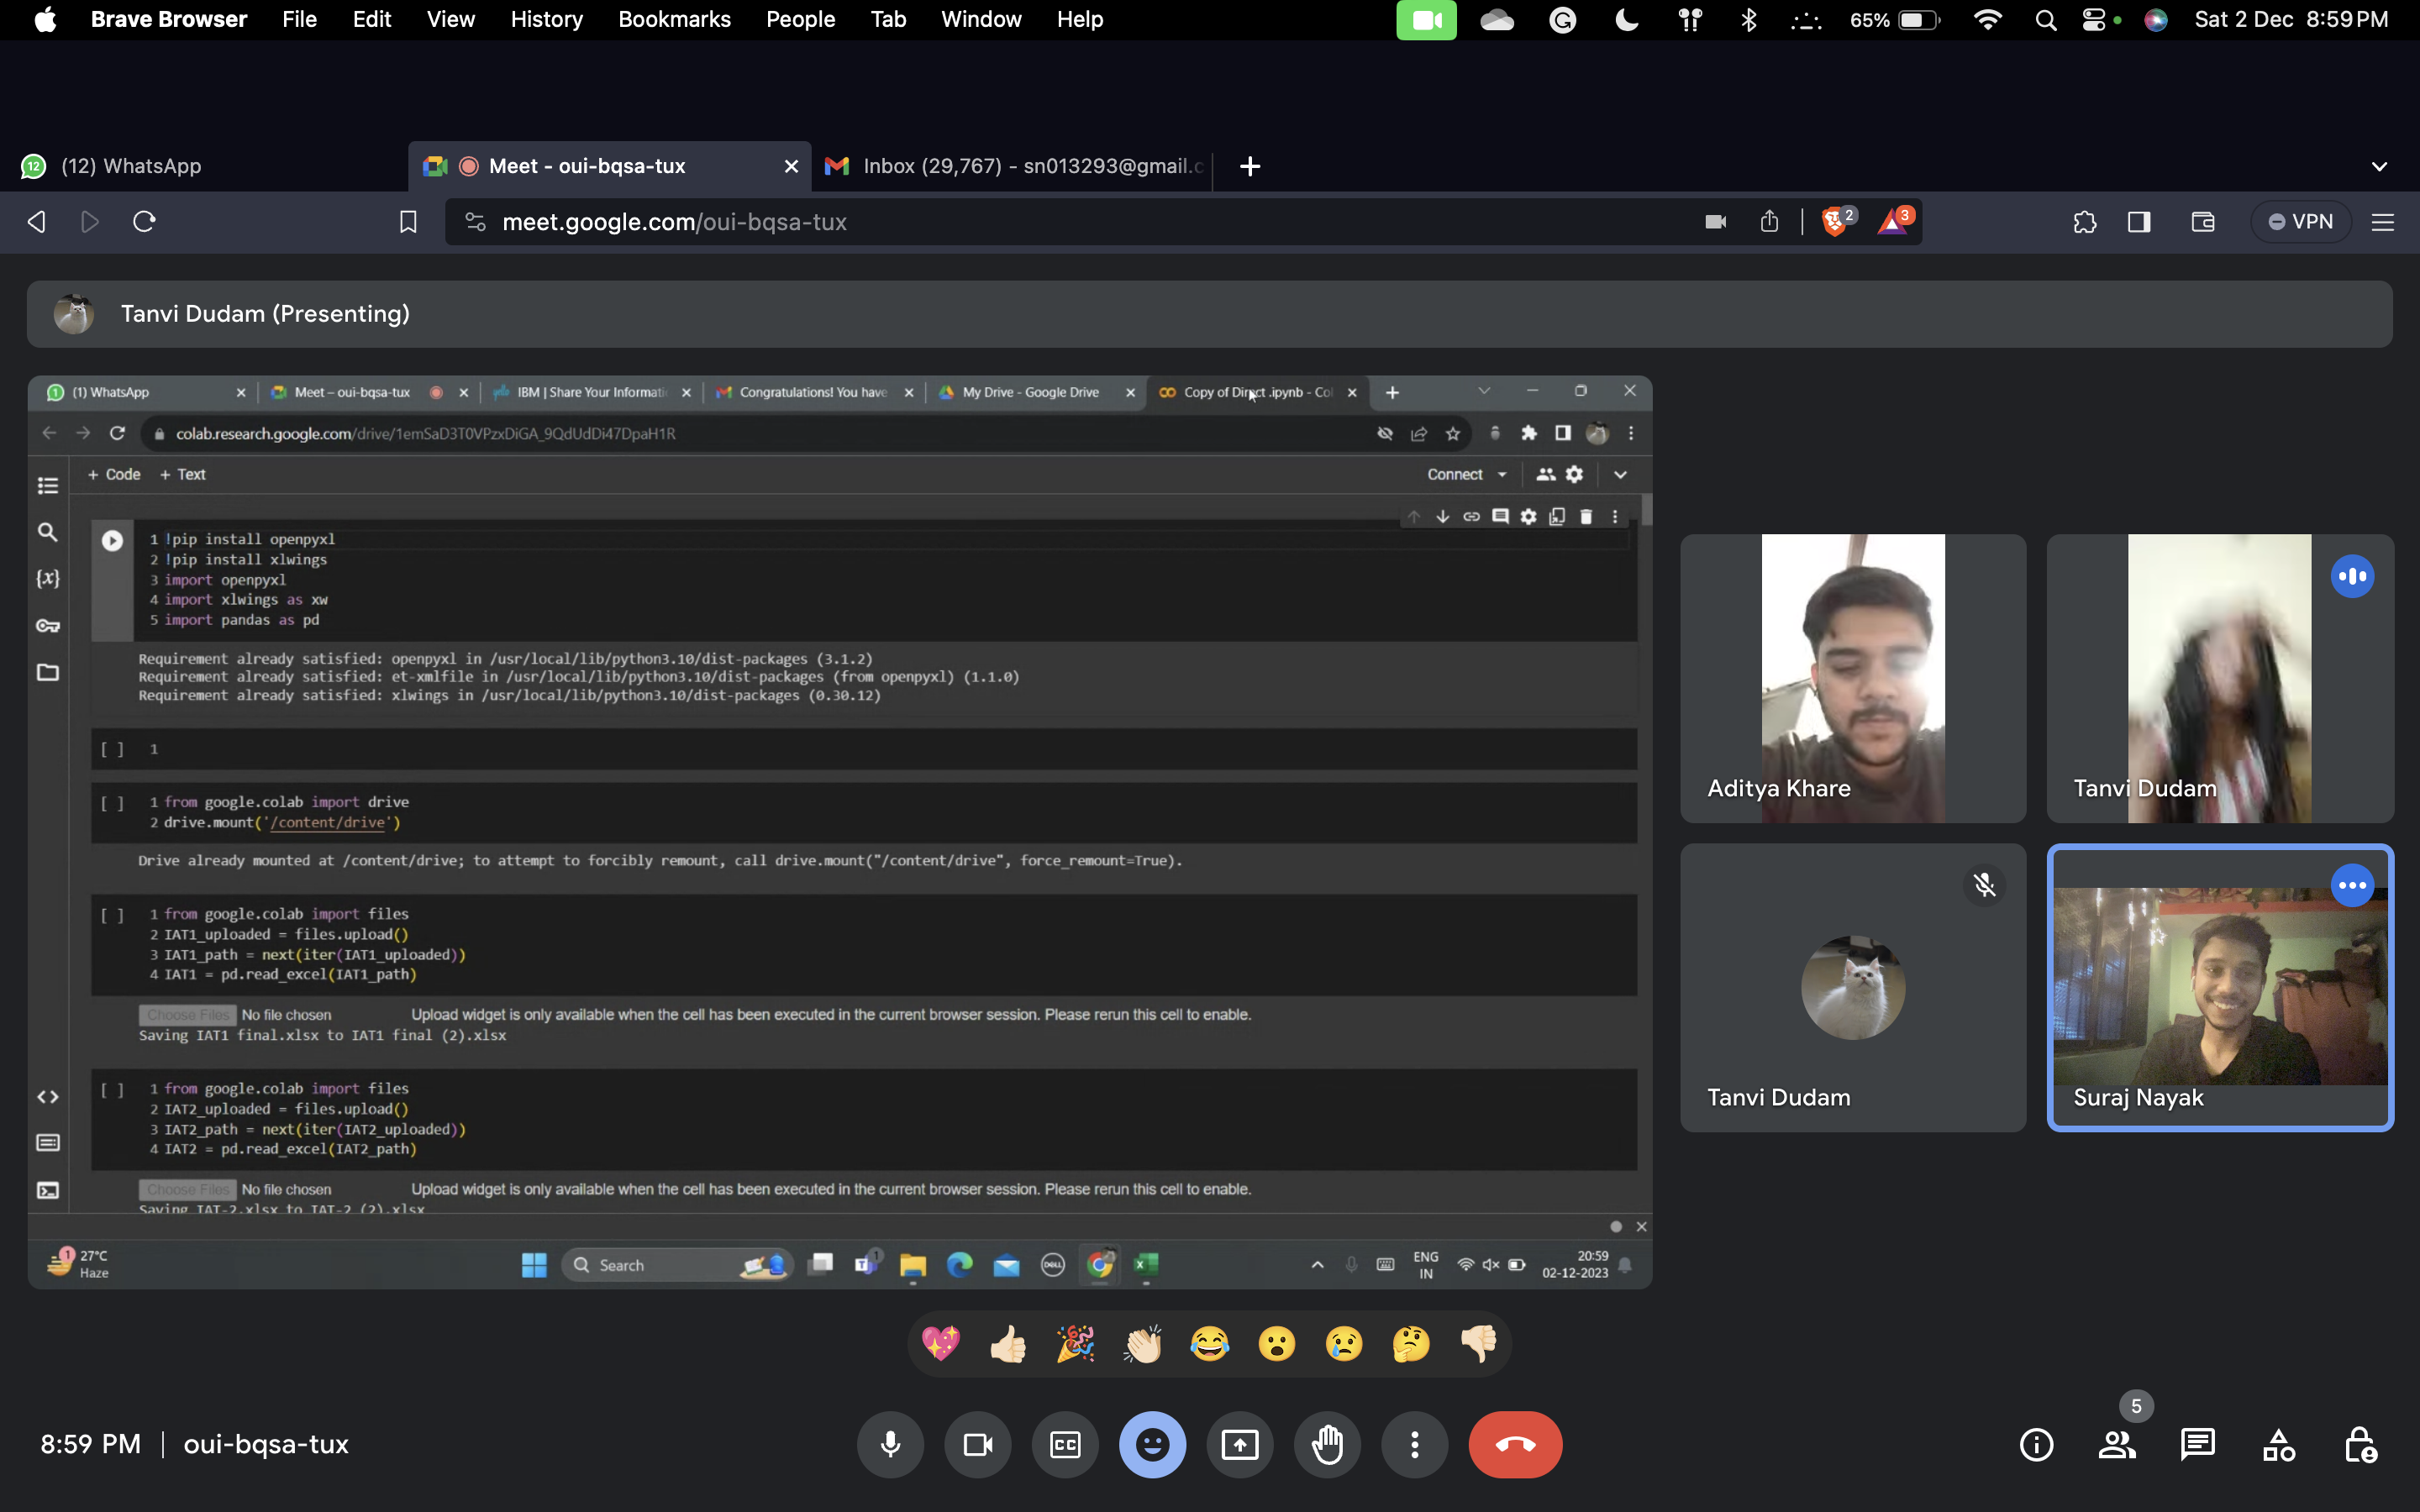 Brave Browser File Edit View History Bookmarks People Tab Window Help 65% Sat 2 Dec 8:59 PM
12 (12) WhatsApp Meet - oui-bqsa-tux Inbox (29,767) - sn013293@gmail.c
meet.google.com/oui-bqsa-tux 2 3 VPN
Tanvi Dudam (Presenting)
(1) WhatsApp Meet – oui-bqsa-tux IBM | Share Your Informati Congratulations! You have My Drive - Google Drive Copy of Direct .ipynb - Col
colab.research.google.com/drive/1emSaD3T0VPzxDiGA_9QdUdDi47DpaH1R
+ Code + Text Connect
1 !pip install openpyxl
2 !pip install xlwings
3 import openpyxl
4 import xlwings as xw
5 import pandas as pd
Requirement already satisfied: openpyxl in /usr/local/lib/python3.10/dist-packages (3.1.2)
Requirement already satisfied: et-xmlfile in /usr/local/lib/python3.10/dist-packages (from openpyxl) (1.1.0)
Requirement already satisfied: xlwings in /usr/local/lib/python3.10/dist-packages (0.30.12)
[ ] 1
[ ] 1 from google.colab import drive
2 drive.mount('/content/drive')
Drive already mounted at /content/drive; to attempt to forcibly remount, call drive.mount("/content/drive", force_remount=True).
[ ] 1 from google.colab import files
2 IAT1_uploaded = files.upload()
3 IAT1_path = next(iter(IAT1_uploaded))
4 IAT1 = pd.read_excel(IAT1_path)
Choose Files No file chosen Upload widget is only available when the cell has been executed in the current browser session. Please rerun this cell to enable.
Saving IAT1 final.xlsx to IAT1 final (2).xlsx
[ ] 1 from google.colab import files
2 IAT2_uploaded = files.upload()
3 IAT2_path = next(iter(IAT2_uploaded))
4 IAT2 = pd.read_excel(IAT2_path)
Choose Files No file chosen Upload widget is only available when the cell has been executed in the current browser session. Please rerun this cell to enable.
Saving IAT-2.xlsx to IAT-2 (2).xlsx
1 27°C
Haze
Search
DELL
ENG
IN
20:59
02-12-2023
Aditya Khare
Tanvi Dudam
Tanvi Dudam
Suraj Nayak
8:59 PM | oui-bqsa-tux
CC
5